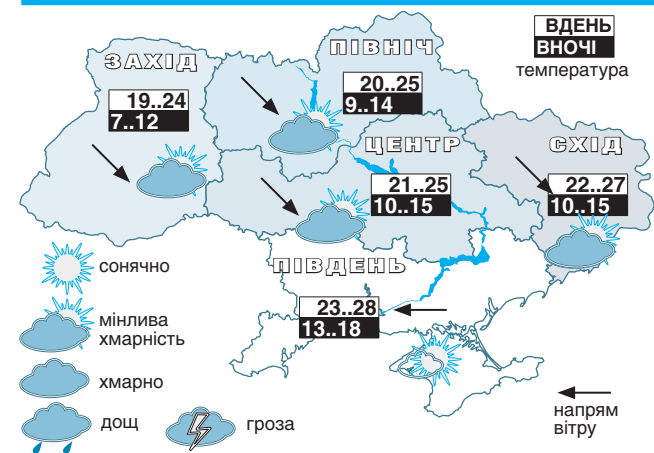 ВДЕНЬ
ВНОЧІ
температура
ПІВНІЧ
20..25
9..14
ЗАХІД
19..24
7..12
ЦЕНТР
21..25
10..15
СХІД
22..27
10..15
ПІВДЕНЬ
23..28
13..18
сонячно
мінлива
хмарність
хмарно
дощ
гроза
напрям
вітру